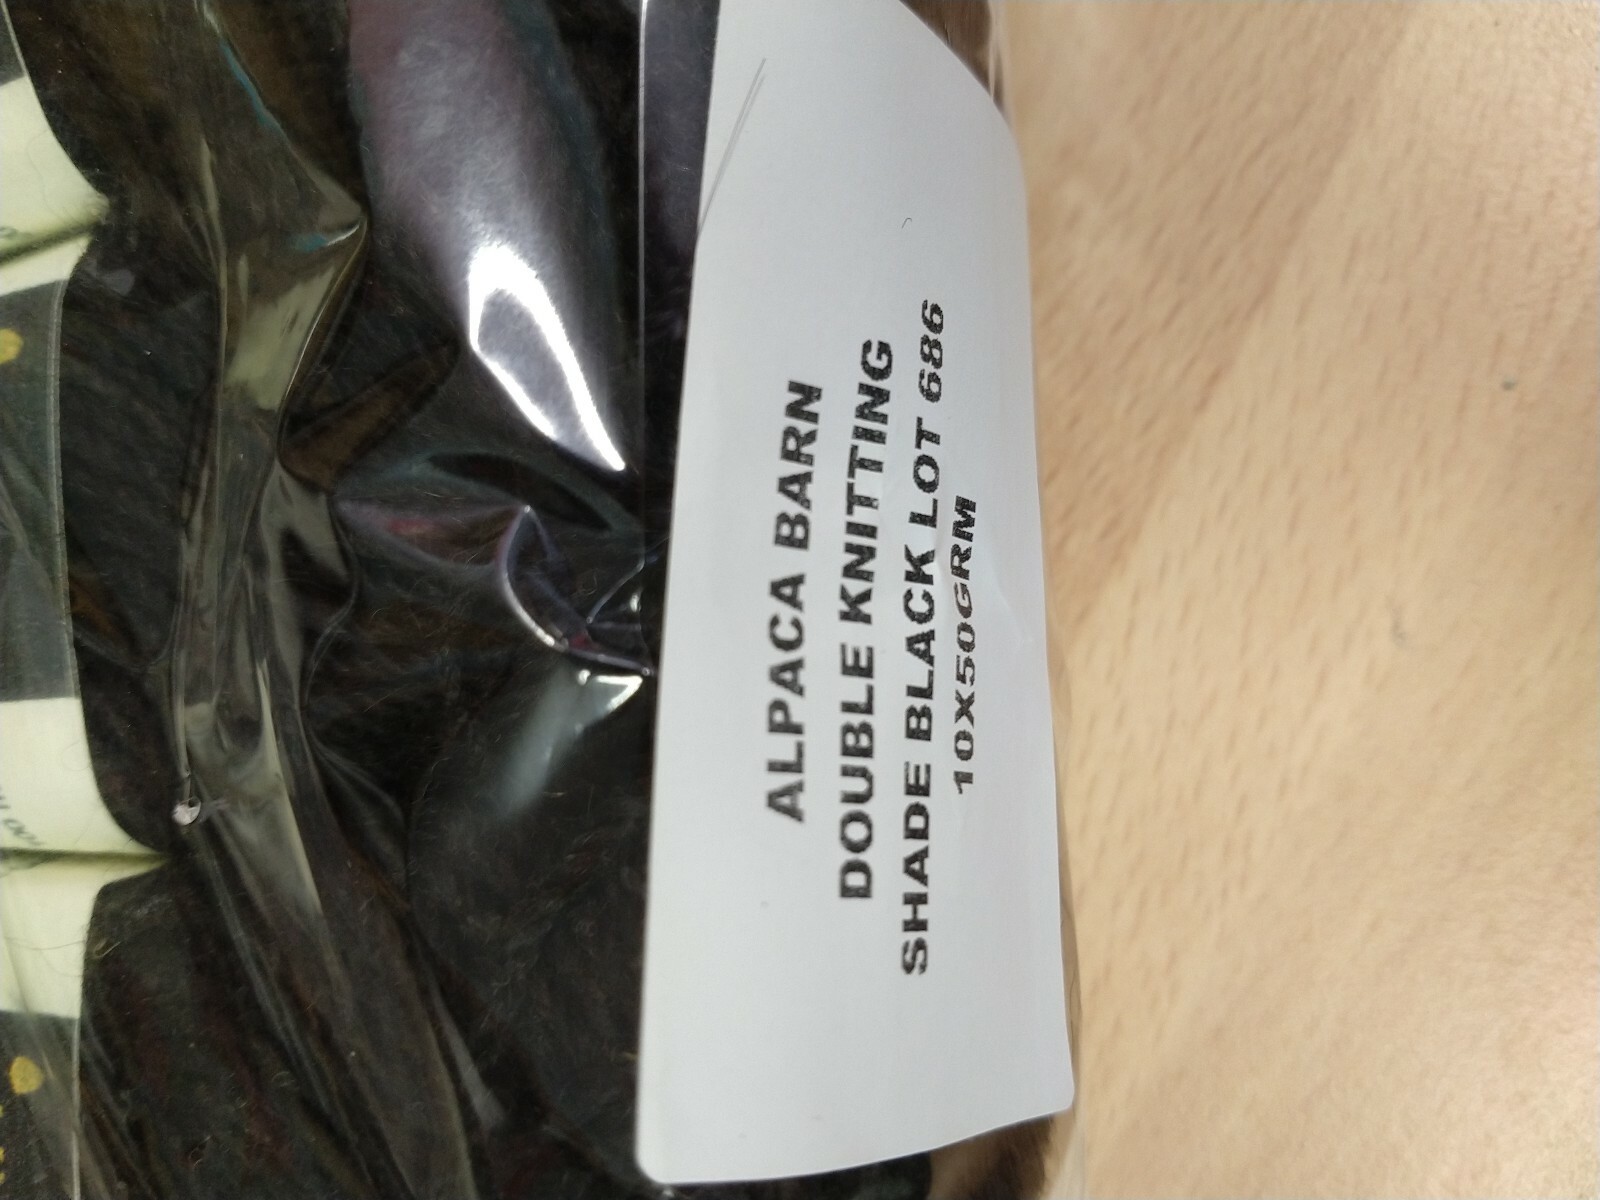 ALPACA BARN
DOUBLE KNITTING
SHADE BLACK LOT 686
10X50GRM